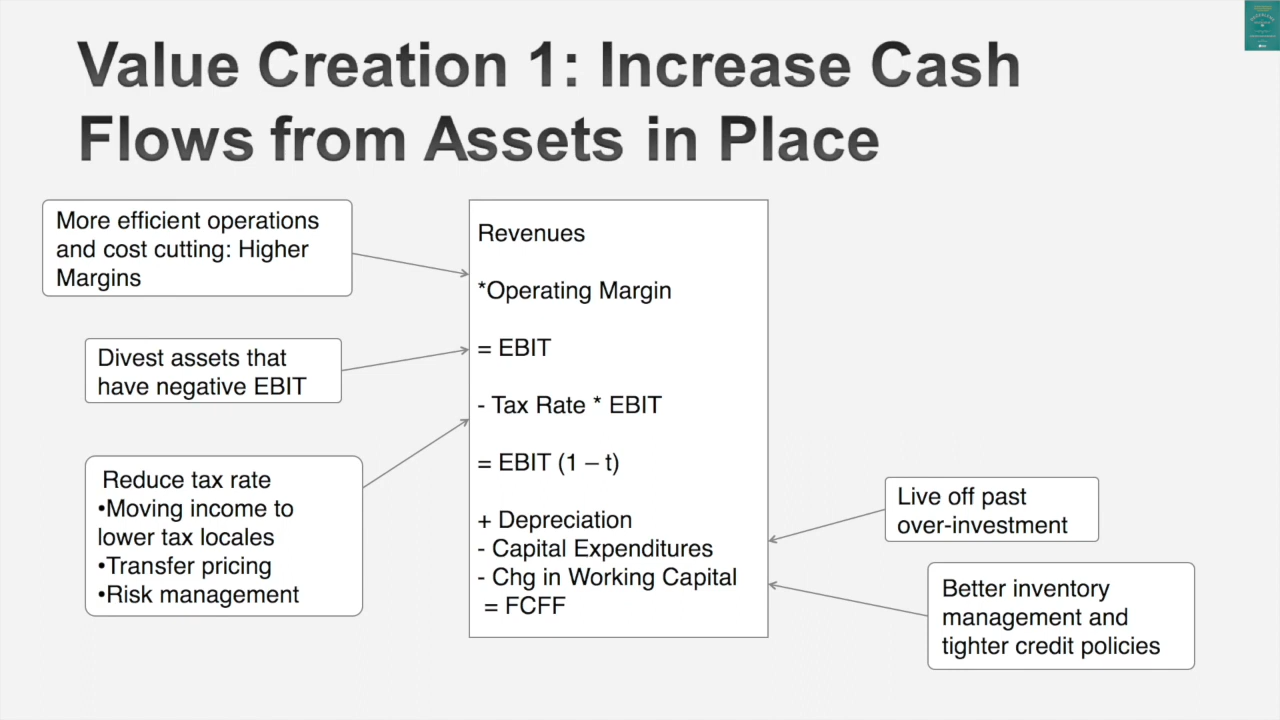 Value Creation 1: Increase Cash
Flows from Assets in Place
More efficient operations
and cost cutting: Higher
Margins
Divest assets that
have negative EBIT
Reduce tax rate
•Moving income to
lower tax locales
•Transfer pricing
•Risk management
Revenues
*Operating Margin
= EBIT
- Tax Rate * EBIT
= EBIT (1 – t)
+ Depreciation
- Capital Expenditures
- Chg in Working Capital
= FCFF
Live off past
over-investment
Better inventory
management and
tighter credit policies